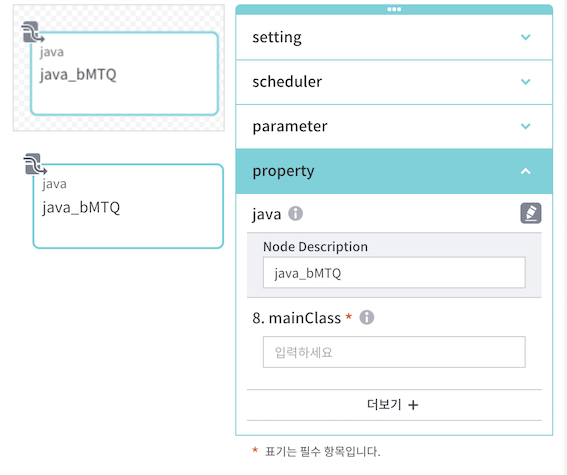 java
java_bMTQ
java
java_bMTQ
setting
scheduler
parameter
property
java
Node Description
java_bMTQ
8. mainClass *
입력하세요
더보기 +
* 표기는 필수 항목입니다.